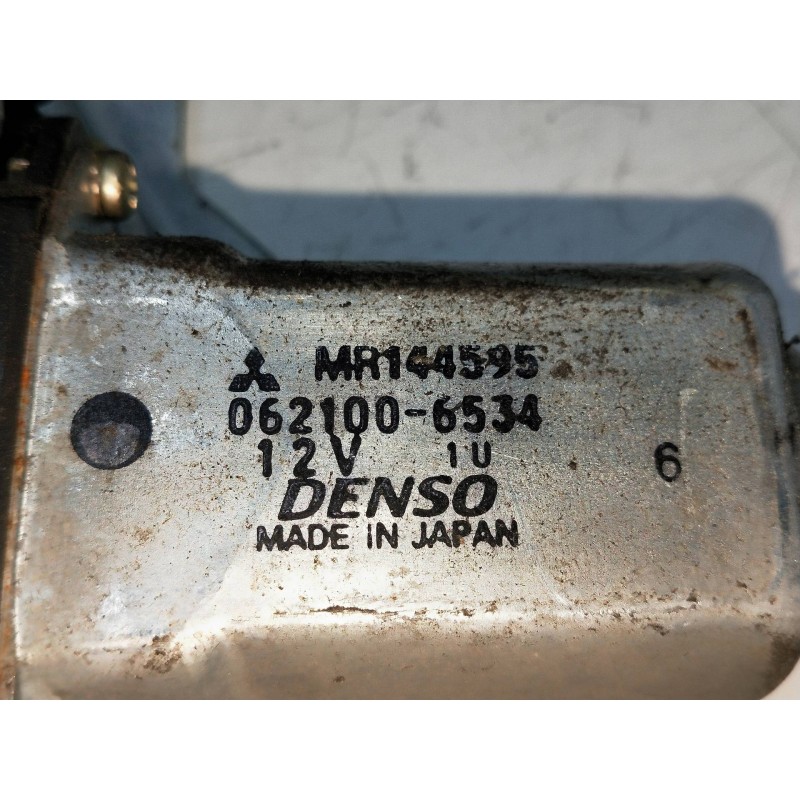 MR144595
062100-6534
12V 1U 6
DENSO
MADE IN JAPAN